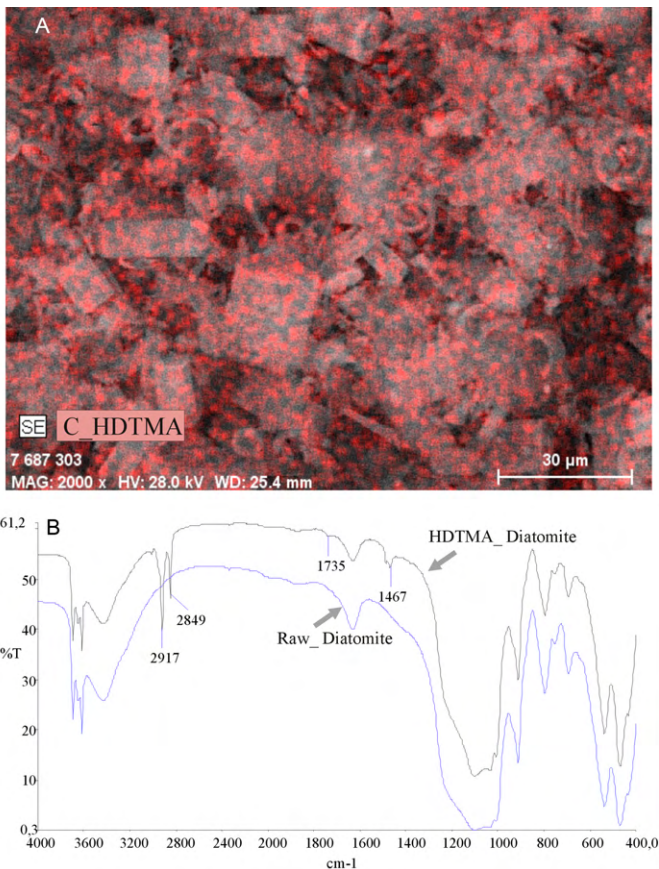 A
SE C_HDTMA
7 687 303
MAG: 2000 x HV: 28.0 kV WD: 25.4 mm
30 µm
B
61,2
50
40
%T
30
20
10
0,3
HDTMA_ Diatomite
1735
1467
2849
2917
Raw_ Diatomite
4000 3600 3200 2800 2400 2200 2000 1800 1600 1400 1200 1000 800 600 400,0
cm-1